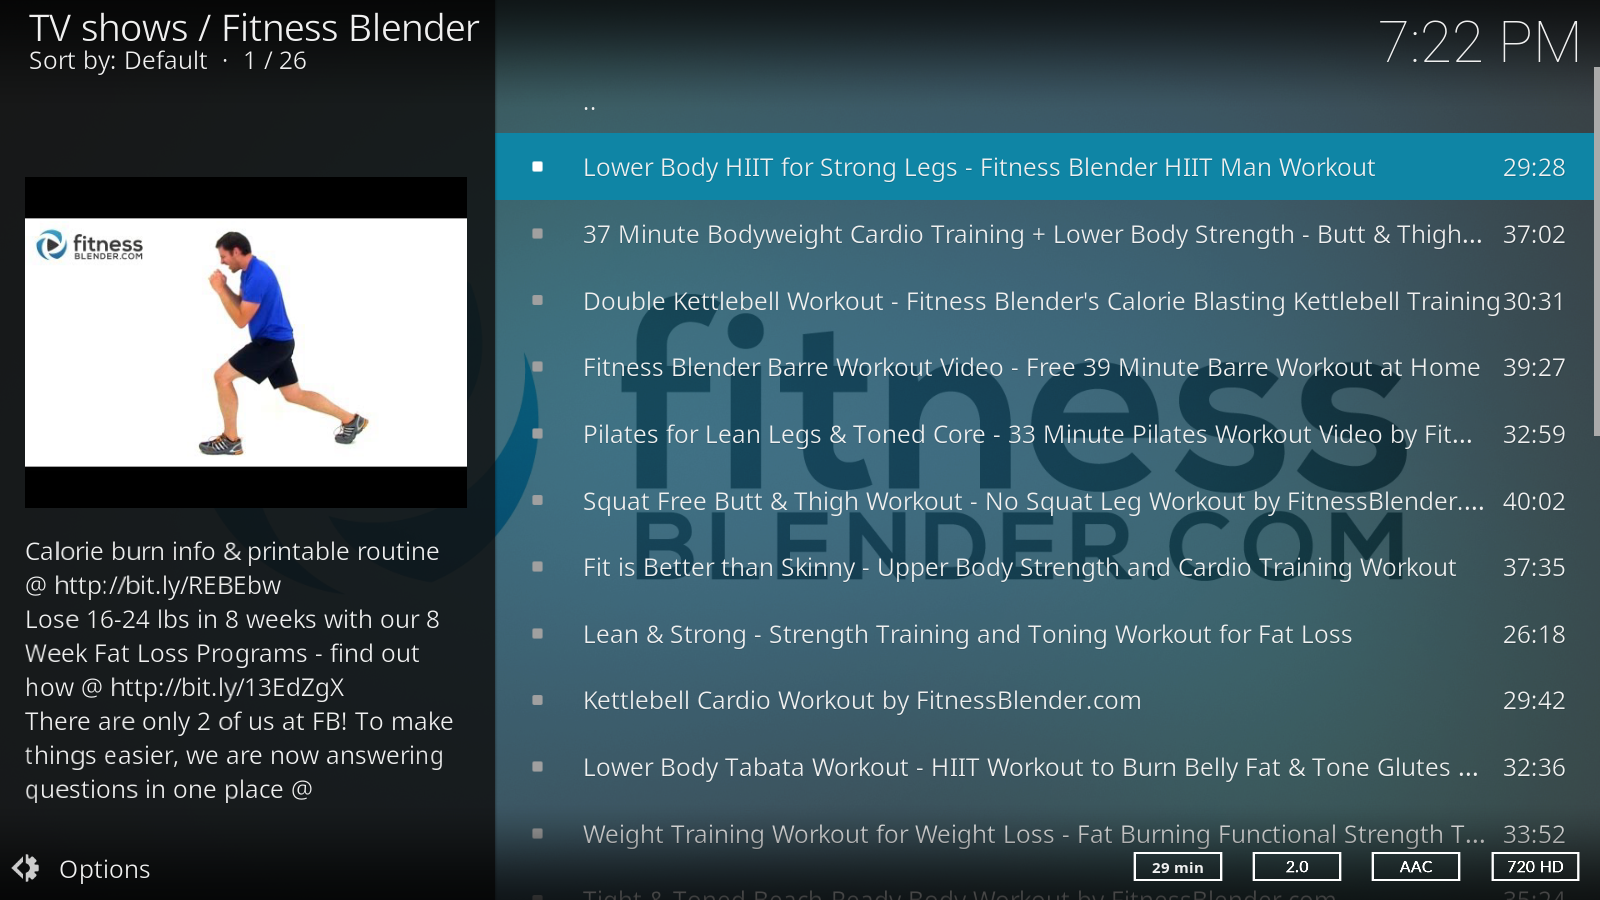 TV shows / Fitness Blender
Sort by: Default · 1 / 26
7:22 PM
fitness
BLENDER.COM
Calorie burn info & printable routine
@ http://bit.ly/REBEbw
Lose 16-24 lbs in 8 weeks with our 8
Week Fat Loss Programs - find out
how @ http://bit.ly/13EdZgX
There are only 2 of us at FB! To make
things easier, we are now answering
questions in one place @
Options
..
Lower Body HIIT for Strong Legs - Fitness Blender HIIT Man Workout 29:28
37 Minute Bodyweight Cardio Training + Lower Body Strength - Butt & Thigh... 37:02
Double Kettlebell Workout - Fitness Blender's Calorie Blasting Kettlebell Training 30:31
Fitness Blender Barre Workout Video - Free 39 Minute Barre Workout at Home 39:27
Pilates for Lean Legs & Toned Core - 33 Minute Pilates Workout Video by Fit... 32:59
Squat Free Butt & Thigh Workout - No Squat Leg Workout by FitnessBlender.... 40:02
Fit is Better than Skinny - Upper Body Strength and Cardio Training Workout 37:35
Lean & Strong - Strength Training and Toning Workout for Fat Loss 26:18
Kettlebell Cardio Workout by FitnessBlender.com 29:42
Lower Body Tabata Workout - HIIT Workout to Burn Belly Fat & Tone Glutes ... 32:36
Weight Training Workout for Weight Loss - Fat Burning Functional Strength T... 33:52
Tight & Toned Beach Ready Body Workout by FitnessBlender.com 35:24
fitness
BLENDER.COM
29 min
2.0
AAC
720 HD